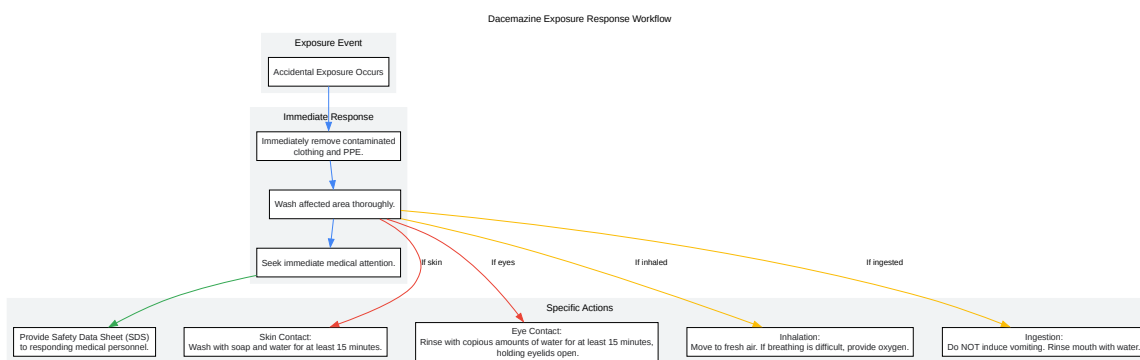 Dacemazine Exposure Response Workflow
Exposure Event
Accidental Exposure Occurs
Immediate Response
Immediately remove contaminated
clothing and PPE.
Wash affected area thoroughly.
Seek immediate medical attention.
If skin
If eyes
If inhaled
If ingested
Specific Actions
Provide Safety Data Sheet (SDS)
to responding medical personnel.
Skin Contact:
Wash with soap and water for at least 15 minutes.
Eye Contact:
Rinse with copious amounts of water for at least 15 minutes,
holding eyelids open.
Inhalation:
Move to fresh air. If breathing is difficult, provide oxygen.
Ingestion:
Do NOT induce vomiting. Rinse mouth with water.